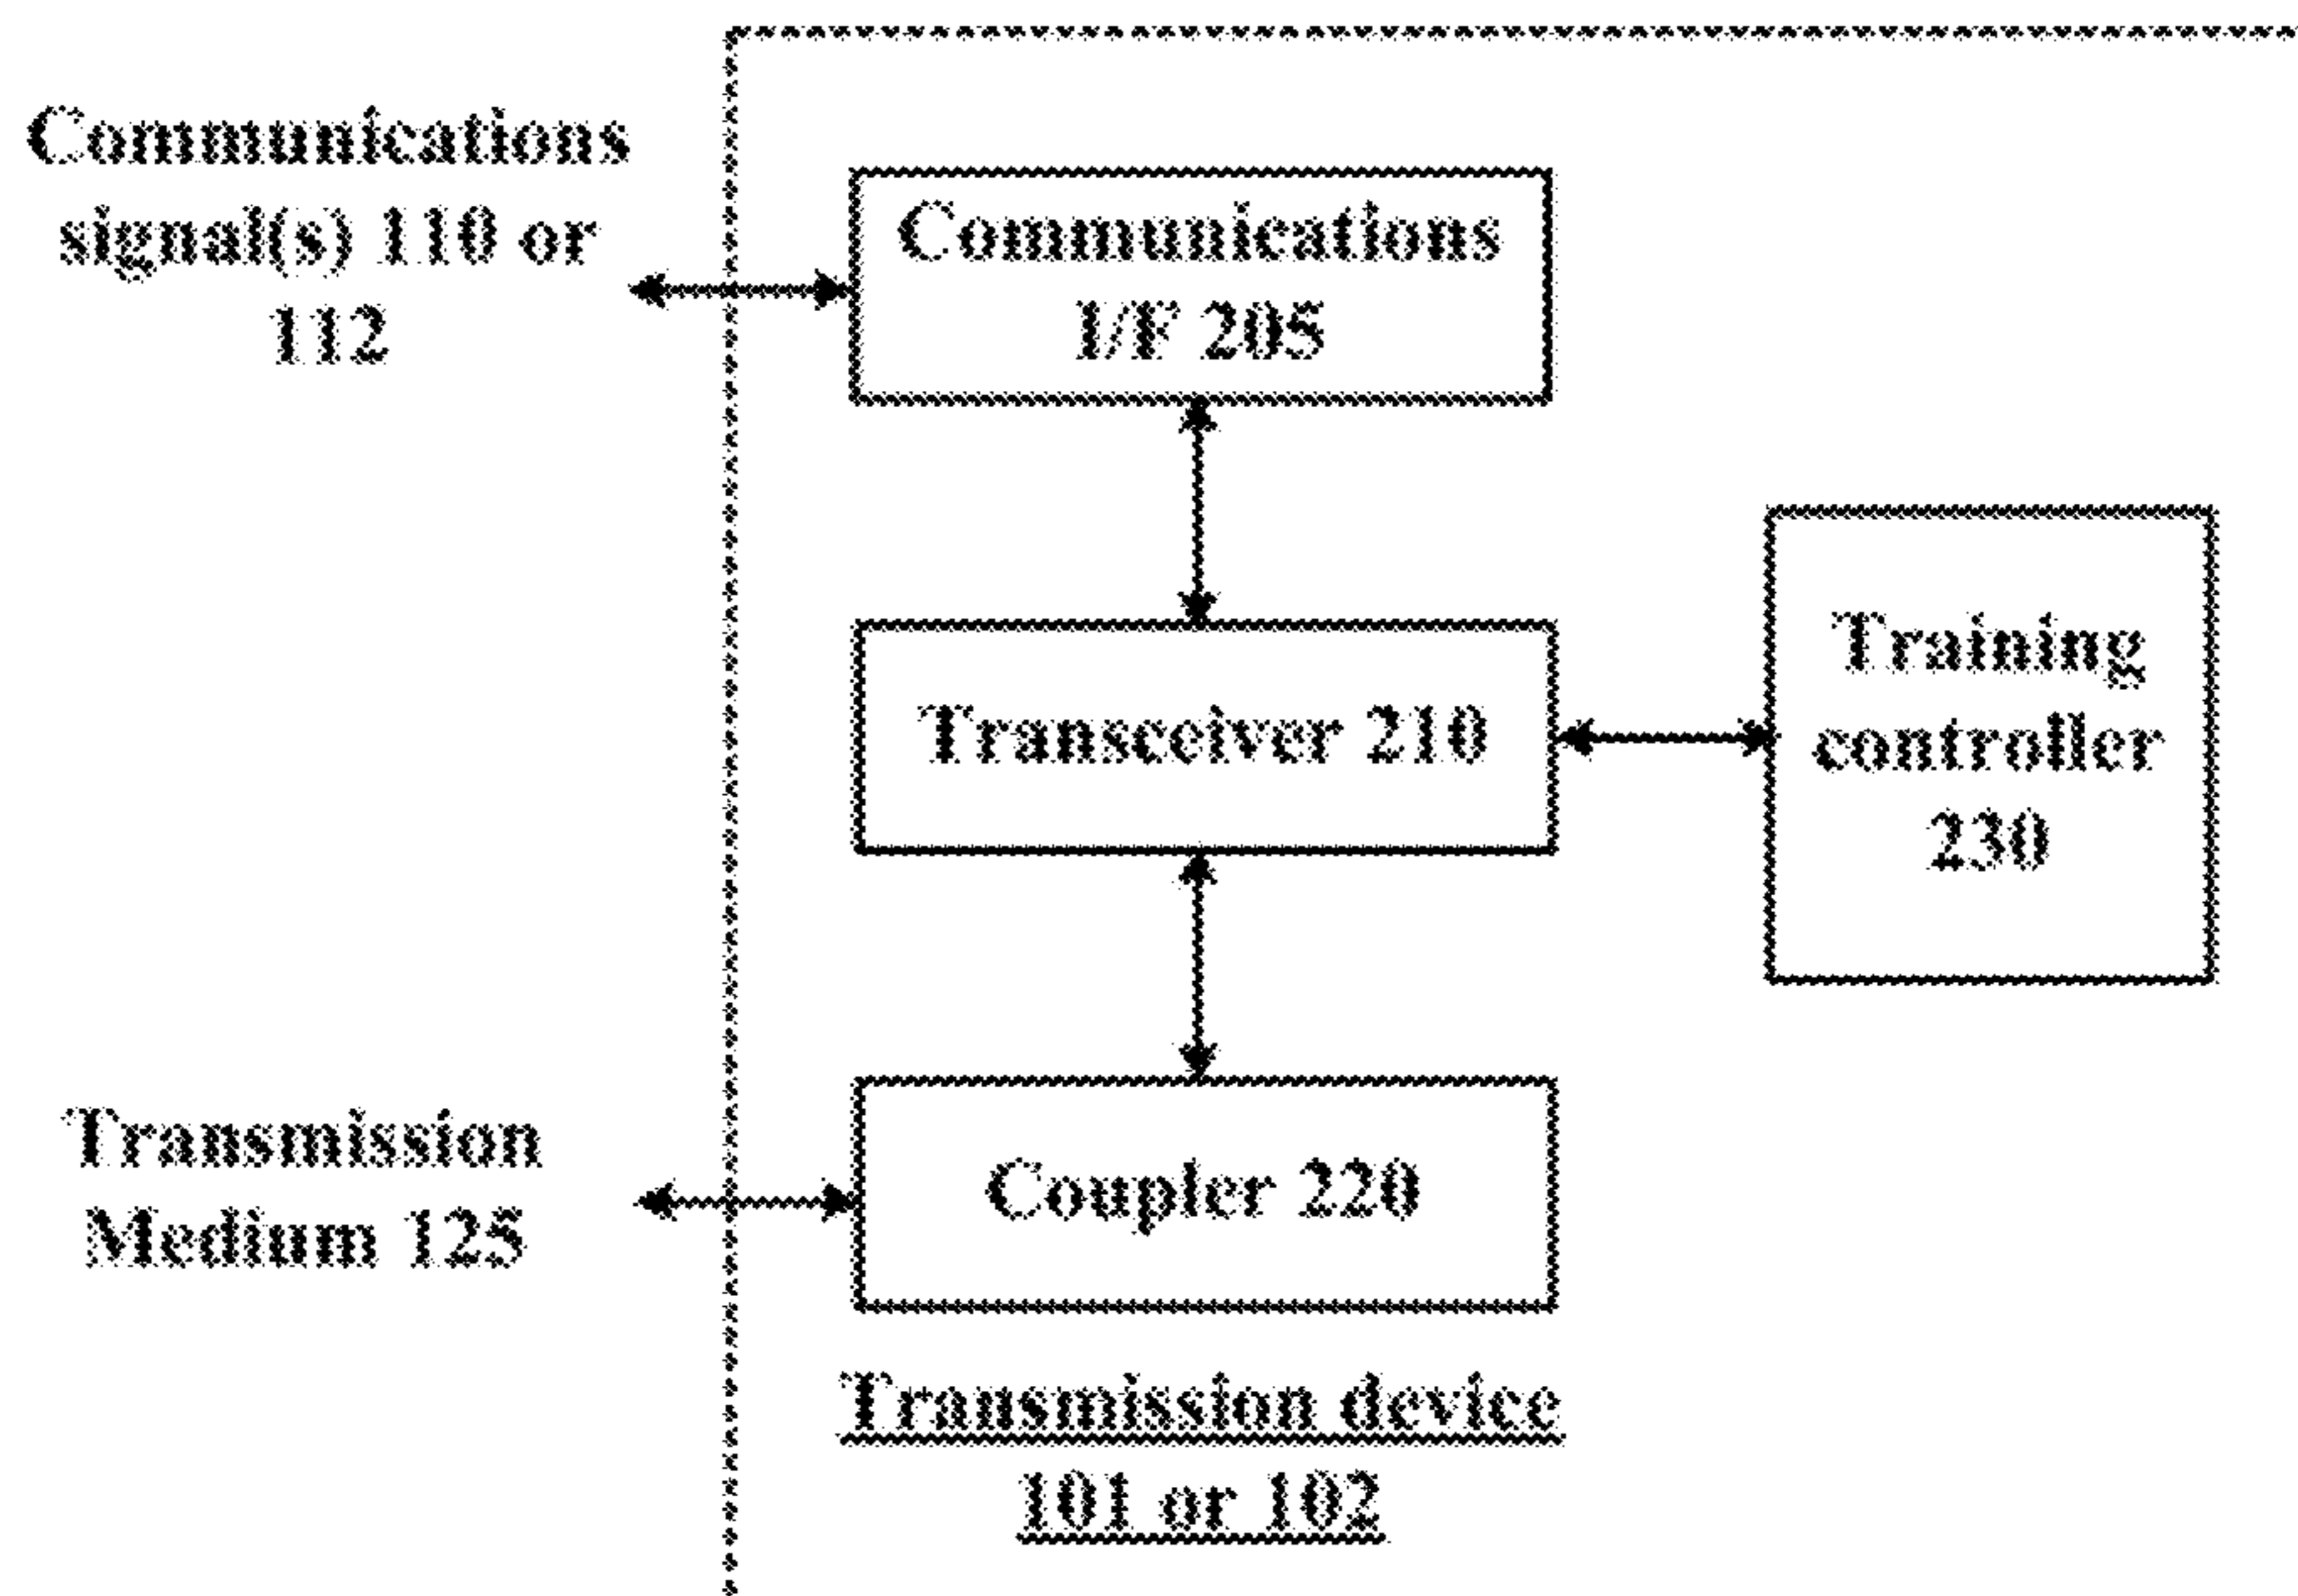 Communications
signal(s) 110 or
112
Communications
I/F 205
Transceiver 210
Training
controller
230
Transmission
Medium 125
Coupler 220
Transmission device
101 or 102